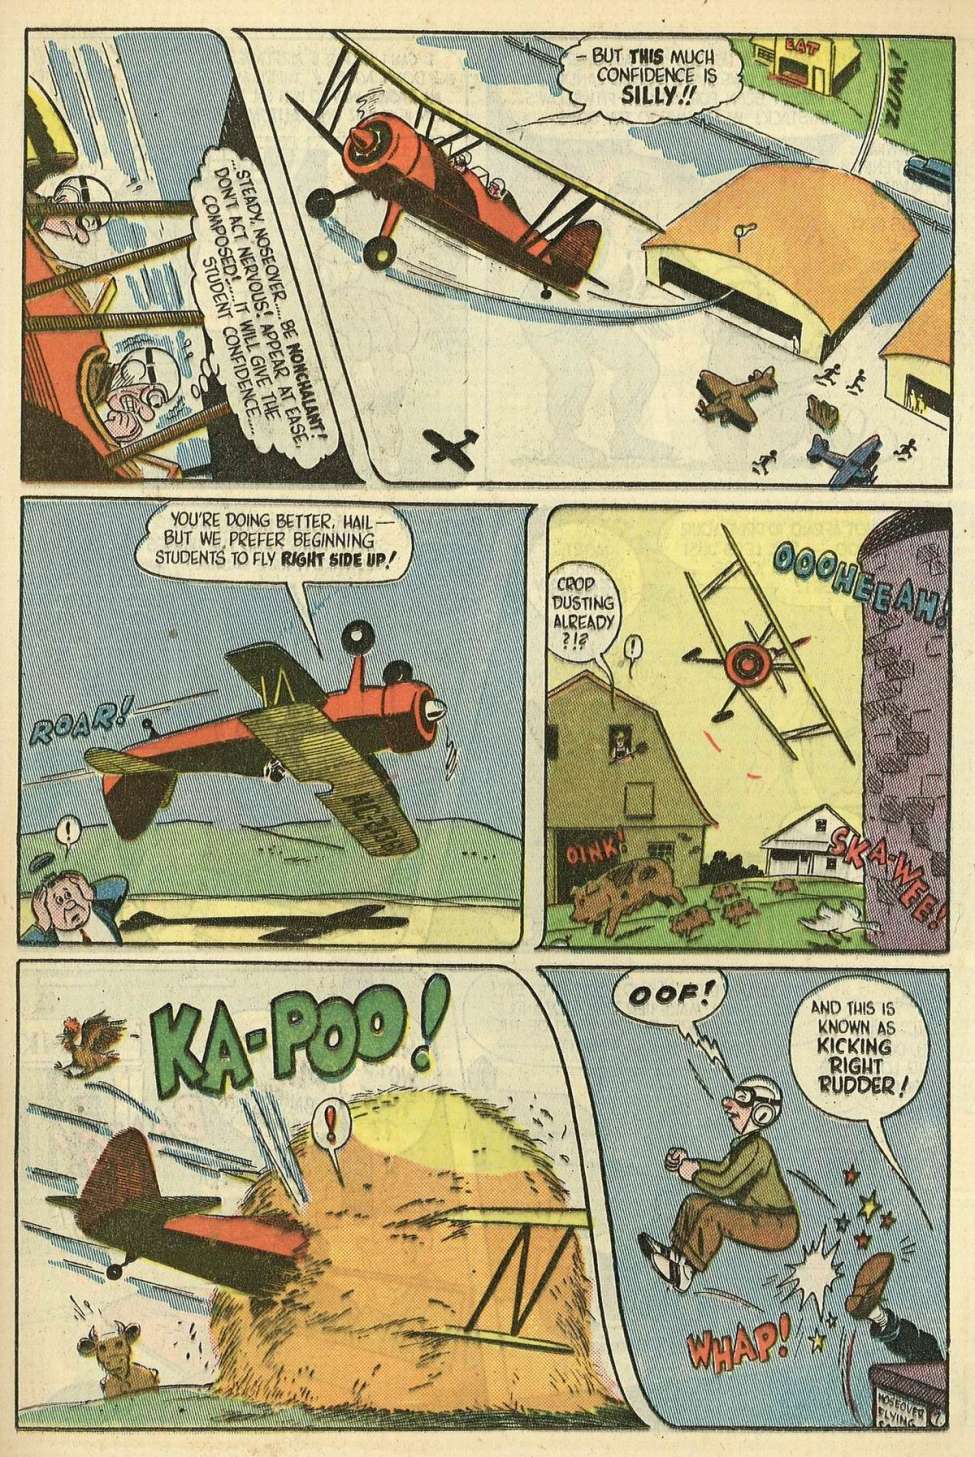 ...STEADY, NOSEOVER..... BE NONCHALANT!
DON'T ACT NERVOUS! APPEAR AT EASE,
COMPOSED!......IT WILL GIVE THE
STUDENT CONFIDENCE.....
— BUT THIS MUCH
CONFIDENCE IS
SILLY!!
EAT
ZUM!
YOU'RE DOING BETTER, HAIL —
BUT WE PREFER BEGINNING
STUDENTS TO FLY RIGHT SIDE UP!
ROAR!
!
CROP
DUSTING
ALREADY
?!?
!
OOOHEEAH!
OINK!
SKA-WEE!
KA-POO!
!
OOF!
AND THIS IS
KNOWN AS
KICKING
RIGHT
RUDDER!
WHAP!
NOSEOVER
FLYING
7